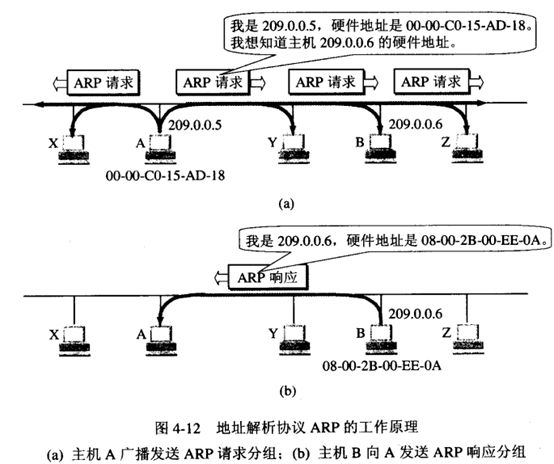 我是 209.0.0.5，硬件地址是 00-00-C0-15-AD-18。
我想知道主机 209.0.0.6 的硬件地址。
ARP 请求
ARP 请求
ARP 请求
ARP 请求
209.0.0.5
209.0.0.6
X
A
Y
B
Z
00-00-C0-15-AD-18
(a)
我是 209.0.0.6，硬件地址是 08-00-2B-00-EE-0A。
ARP 响应
209.0.0.6
X
A
Y
B
Z
08-00-2B-00-EE-0A
(b)
图 4-12 地址解析协议 ARP 的工作原理
(a) 主机 A 广播发送 ARP 请求分组；(b) 主机 B 向 A 发送 ARP 响应分组